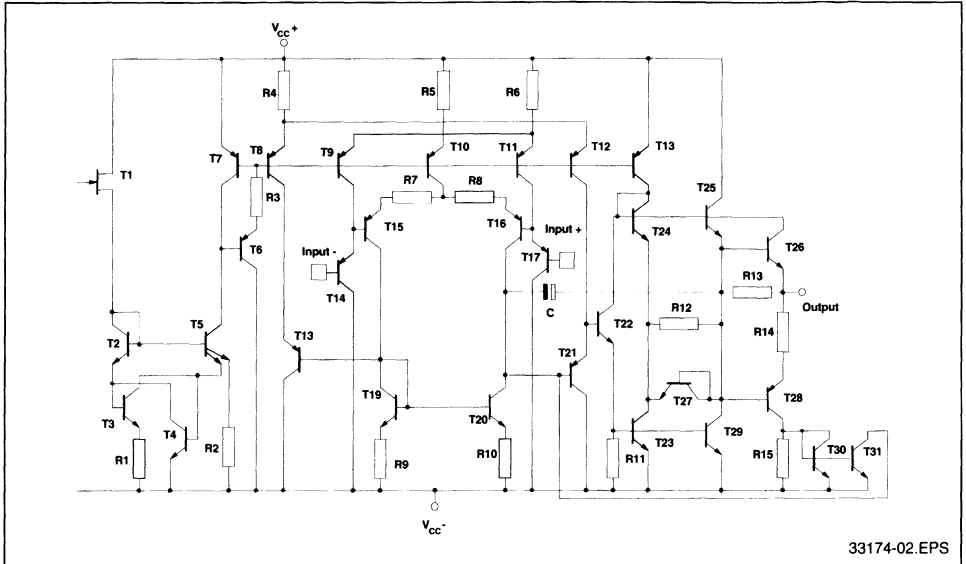 VCC+
R4
R5
R6
T7
T8
T9
T10
T11
T12
T13
T1
R3
R7
R8
T25
T6
T15
T16
Input +
T24
T26
Input -
T17
R13
T14
C
Output
T2
T5
T13
T22
R12
R14
T21
T19
T20
T27
T28
T3
T4
R2
T23
T29
R1
R9
R10
R11
R15
T30
T31
VCC-
33174-02.EPS